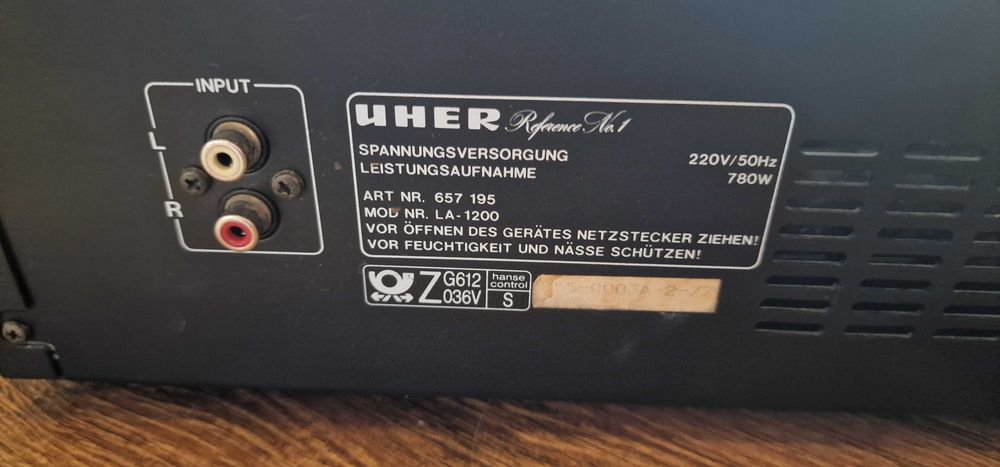 INPUT
L
R
UHER Reference No.1
SPANNUNGSVERSORGUNG 220V/50Hz
LEISTUNGSAUFNAHME 780W
ART NR. 657 195
MOD NR. LA-1200
VOR ÖFFNEN DES GERÄTES NETZSTECKER ZIEHEN!
VOR FEUCHTIGKEIT UND NÄSSE SCHÜTZEN!
Z G612 036V
hanse control S